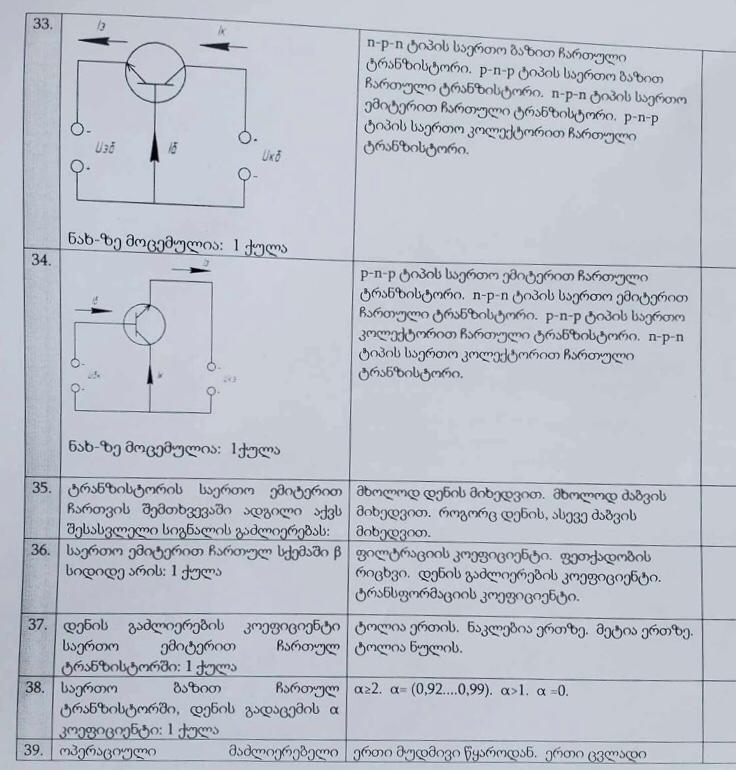 33.
Iэ
Iк
Uэб
Iб
Uкб
ნახ-ზე მოცემულია: 1 ქულა
n-p-n ტიპის საერთო ბაზით ჩართული
ტრანზისტორი. p-n-p ტიპის საერთო ბაზით
ჩართული ტრანზისტორი. n-p-n ტიპის საერთო
ემიტერით ჩართული ტრანზისტორი. p-n-p
ტიპის საერთო კოლექტორით ჩართული
ტრანზისტორი.
34.
ნახ-ზე მოცემულია: 1ქულა
p-n-p ტიპის საერთო ემიტერით ჩართული
ტრანზისტორი. n-p-n ტიპის საერთო ემიტერით
ჩართული ტრანზისტორი. p-n-p ტიპის საერთო
კოლექტორით ჩართული ტრანზისტორი. n-p-n
ტიპის საერთო კოლექტორით ჩართული
ტრანზისტორი.
35.
ტრანზისტორის საერთო ემიტერით
ჩართვის შემთხვევაში ადგილი აქვს
შესასვლელი სიგნალის გაძლიერებას:
მხოლოდ დენის მიხედვით. მხოლოდ ძაბვის
მიხედვით. როგორც დენის, ასევე ძაბვის
მიხედვით.
36.
საერთო ემიტერით ჩართულ სქემაში β
სიდიდე არის: 1 ქულა
ფილტრაციის კოეფიციენტი. ფეთქადობის
რიცხვი. დენის გაძლიერების კოეფიციენტი.
ტრანსფორმაციის კოეფიციენტი.
37.
დენის გაძლიერების კოეფიციენტი
საერთო ემიტერით ჩართულ
ტრანზისტორში: 1 ქულა
ტოლია ერთის. ნაკლებია ერთზე. მეტია ერთზე.
ტოლია ნულის.
38.
საერთო ბაზით ჩართულ
ტრანზისტორში, დენის გადაცემის α
კოეფიციენტი: 1 ქულა
α≥2. α= (0,92....0,99). α>1. α =0.
39.
ოპერაციული მაძლიერებელი
ერთი მუდმივი წყაროდან. ერთი ცვლადი